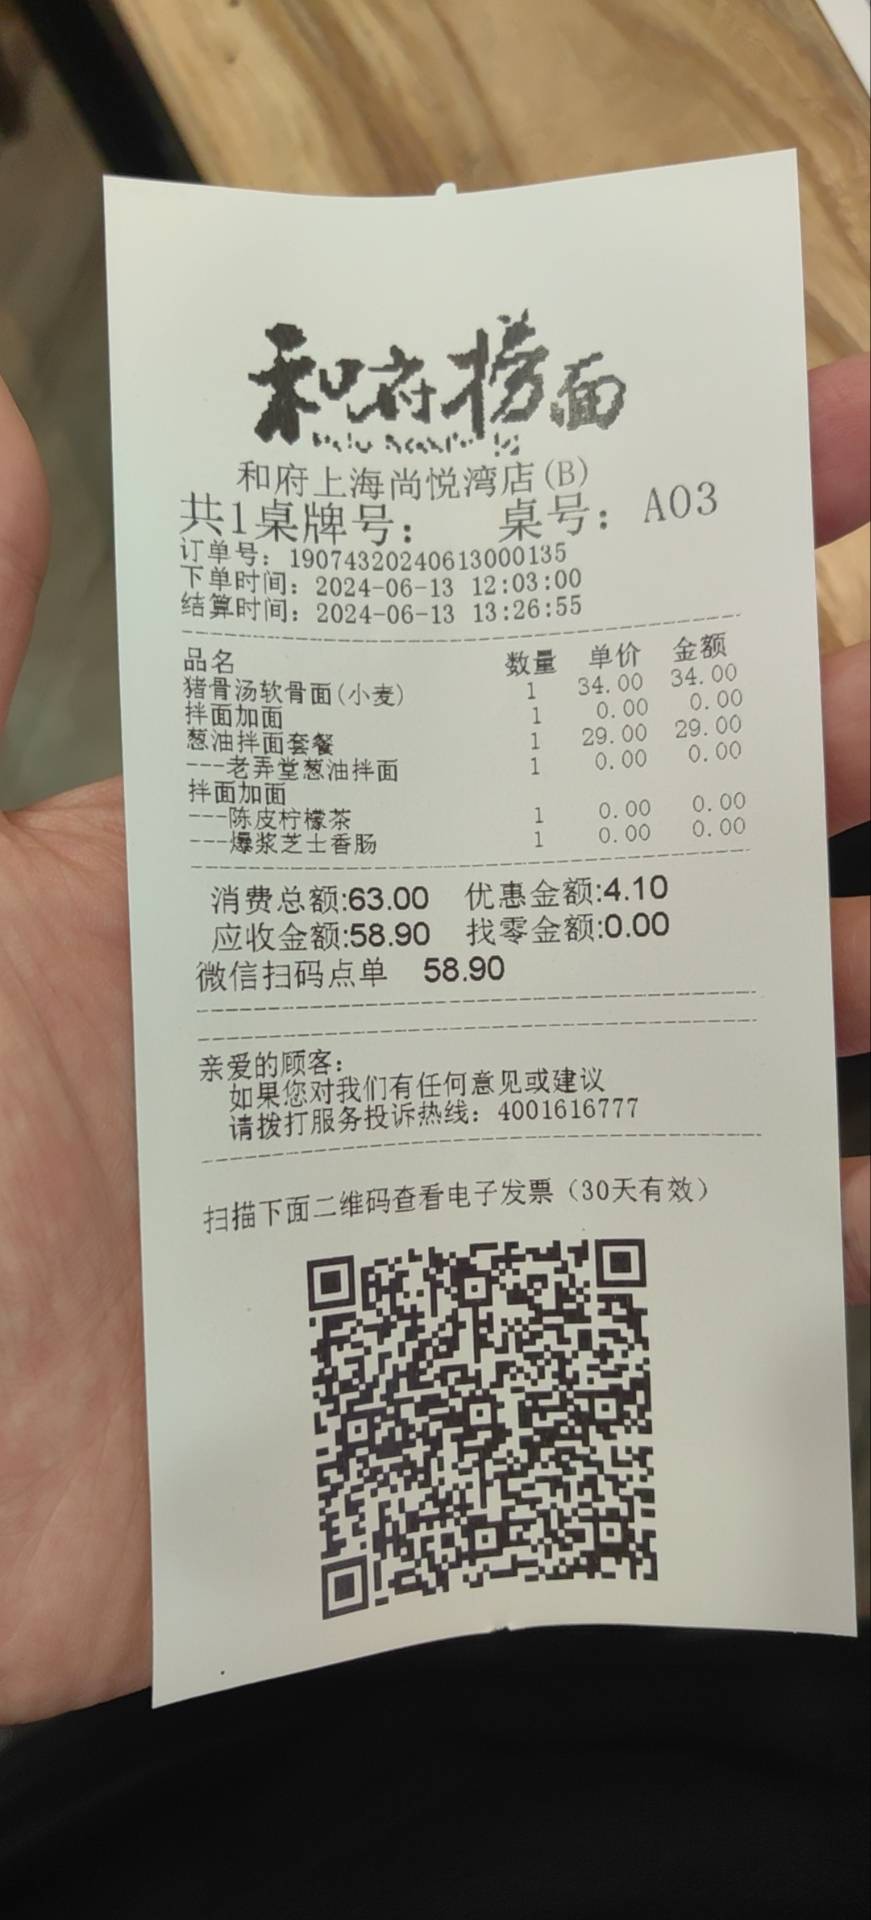 和府捞面
和府上海尚悦湾店(B)
共1桌牌号: 桌号: A03
订单号: 19074320240613000135
下单时间: 2024-06-13 12:03:00
结算时间: 2024-06-13 13:26:55
品名 数量 单价 金额
猪骨汤软骨面(小麦) 1 34.00 34.00
拌面加面 1 0.00 0.00
葱油拌面套餐 1 29.00 29.00
---老弄堂葱油拌面 1 0.00 0.00
拌面加面
---陈皮柠檬茶 1 0.00 0.00
---爆浆芝士香肠 1 0.00 0.00
消费总额:63.00 优惠金额:4.10
应收金额:58.90 找零金额:0.00
微信扫码点单 58.90
亲爱的顾客:
如果您对我们有任何意见或建议
请拨打服务投诉热线: 4001616777
扫描下面二维码查看电子发票（30天有效）